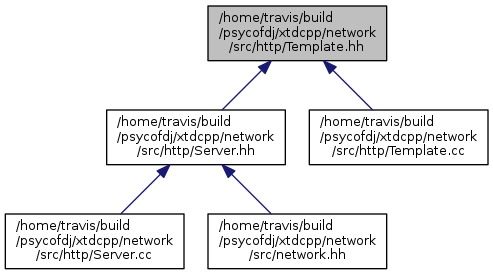 /home/travis/build
/psycofdj/xtdcpp/network
/src/http/Template.hh
/home/travis/build
/psycofdj/xtdcpp/network
/src/http/Server.hh
/home/travis/build
/psycofdj/xtdcpp/network
/src/http/Template.cc
/home/travis/build
/psycofdj/xtdcpp/network
/src/http/Server.cc
/home/travis/build
/psycofdj/xtdcpp/network
/src/network.hh